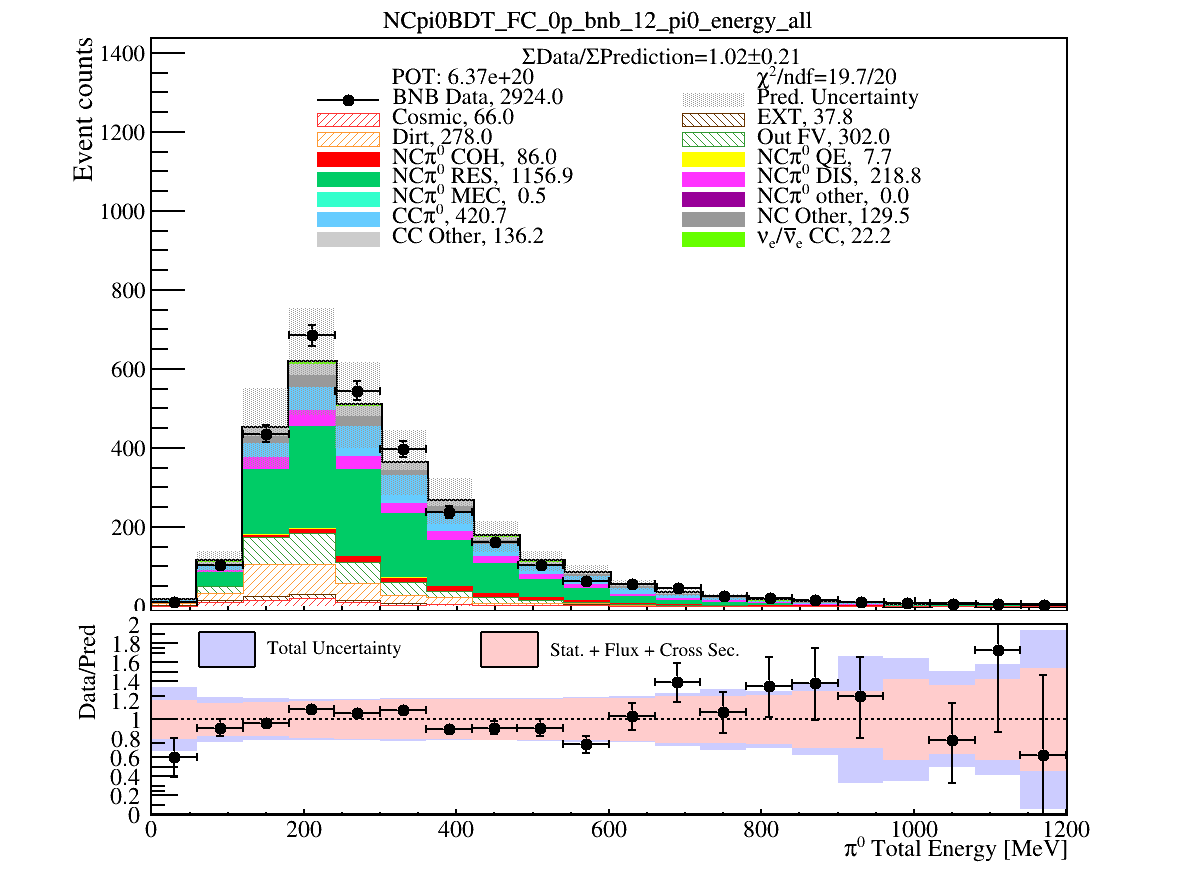 NCpi0BDT_FC_0p_bnb_12_pi0_energy_all
ΣData/ΣPrediction=1.02±0.21
POT: 6.37e+20
χ²/ndf=19.7/20
BNB Data, 2924.0
Pred. Uncertainty
Cosmic, 66.0
EXT, 37.8
Dirt, 278.0
Out FV, 302.0
NCπ⁰ COH, 86.0
NCπ⁰ QE, 7.7
NCπ⁰ RES, 1156.9
NCπ⁰ DIS, 218.8
NCπ⁰ MEC, 0.5
NCπ⁰ other, 0.0
CCπ⁰, 420.7
NC Other, 129.5
CC Other, 136.2
νₑ/ν̅ₑ CC, 22.2
Event counts
1400
1200
1000
800
600
400
200
0
Total Uncertainty
Stat. + Flux + Cross Sec.
Data/Pred
2
1.8
1.6
1.4
1.2
1
0.8
0.6
0.4
0.2
0
0 200 400 600 800 1000 1200
π⁰ Total Energy [MeV]